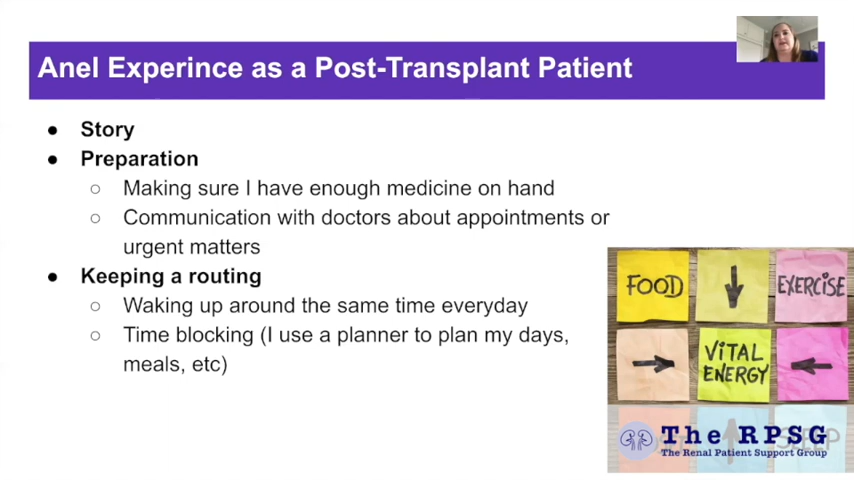 Anel Experince as a Post-Transplant Patient
Story
Preparation
Making sure I have enough medicine on hand
Communication with doctors about appointments or
urgent matters
Keeping a routing
Waking up around the same time everyday
Time blocking (I use a planner to plan my days,
meals, etc)
FOOD
EXERCISE
VITAL
ENERGY
SLEEP
The RPSG
The Renal Patient Support Group